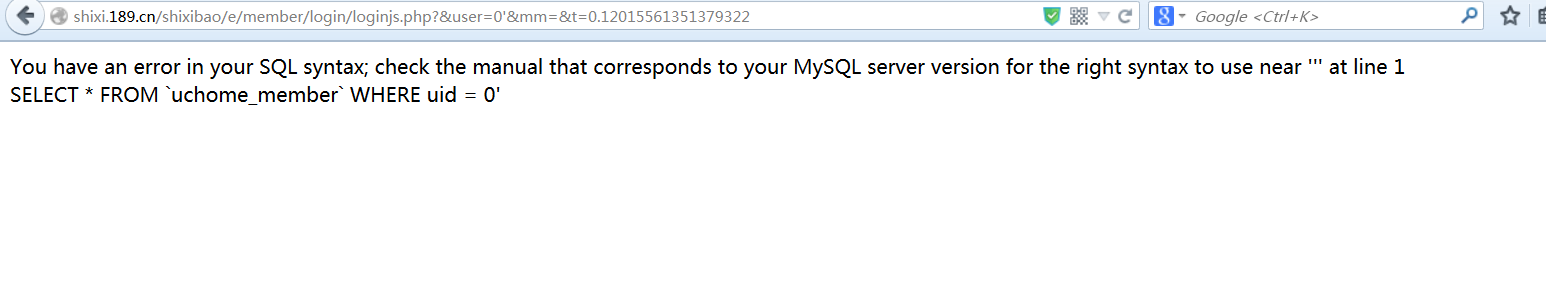 shixi.189.cn/shixibao/e/member/login/loginjs.php?&user=0'&mm=&t=0.12015561351379322
Google <Ctrl+K>
You have an error in your SQL syntax; check the manual that corresponds to your MySQL server version for the right syntax to use near ''' at line 1
SELECT * FROM `uchome_member` WHERE uid = 0'